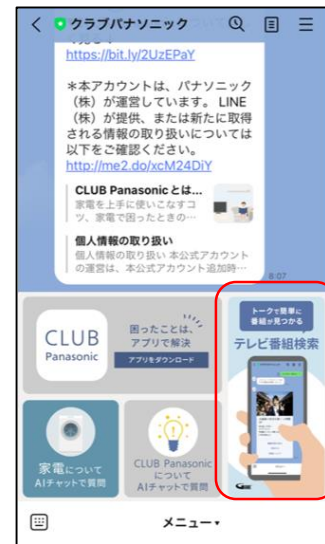 クラブパナソニック
https://bit.ly/2UzEPaY
＊本アカウントは、パナソニック
（株）が運営しています。 LINE
（株）が提供、または新たに取得
される情報の取り扱いについては
以下をご確認ください。
http://me2.do/xcM24DiY
CLUB Panasonicとは...
家電を上手に使いこなすコ
ツ、家電で困ったときの…
個人情報の取り扱い
個人情報の取り扱い 本公式アカウント
の運営は、本公式アカウント追加時…
8:07
CLUB
Panasonic
困ったことは、
アプリで解決
アプリをダウンロード
トークで簡単に
番組が見つかる
テレビ番組検索
家電について
AIチャットで質問
CLUB Panasonic
について
AIチャットで質問
メニュー▾